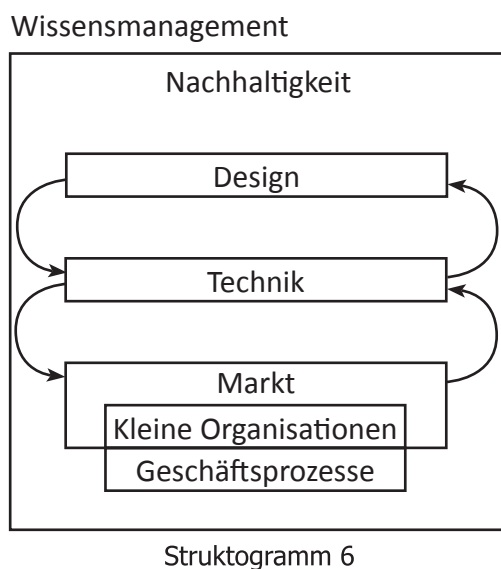 Wissensmanagement
Nachhaltigkeit
Design
Technik
Markt
Kleine Organisationen
Geschäftsprozesse
Struktogramm 6